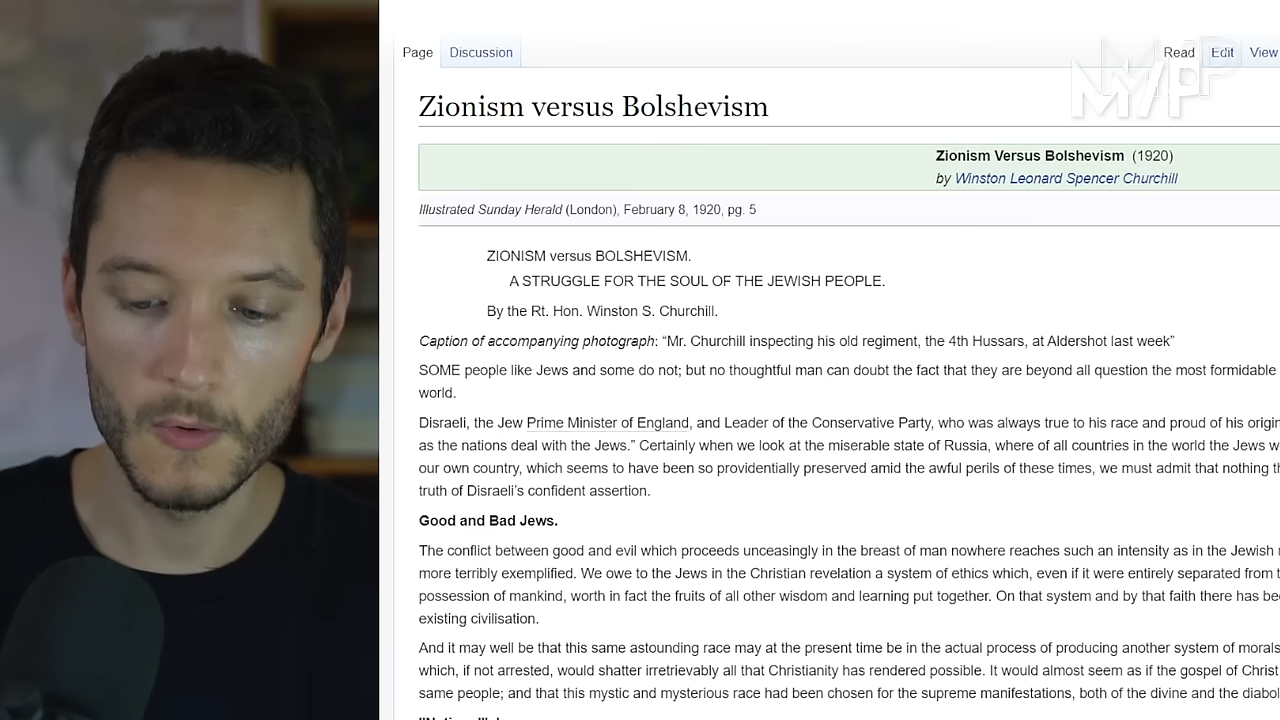 Page
Discussion
Read
Edit
View
Zionism versus Bolshevism
Zionism Versus Bolshevism (1920)
by Winston Leonard Spencer Churchill
Illustrated Sunday Herald (London), February 8, 1920, pg. 5
ZIONISM versus BOLSHEVISM.
A STRUGGLE FOR THE SOUL OF THE JEWISH PEOPLE.
By the Rt. Hon. Winston S. Churchill.
Caption of accompanying photograph: “Mr. Churchill inspecting his old regiment, the 4th Hussars, at Aldershot last week”
SOME people like Jews and some do not; but no thoughtful man can doubt the fact that they are beyond all question the most formidable
world.
Disraeli, the Jew Prime Minister of England, and Leader of the Conservative Party, who was always true to his race and proud of his origin
as the nations deal with the Jews.” Certainly when we look at the miserable state of Russia, where of all countries in the world the Jews w
our own country, which seems to have been so providentially preserved amid the awful perils of these times, we must admit that nothing th
truth of Disraeli’s confident assertion.
Good and Bad Jews.
The conflict between good and evil which proceeds unceasingly in the breast of man nowhere reaches such an intensity as in the Jewish
more terribly exemplified. We owe to the Jews in the Christian revelation a system of ethics which, even if it were entirely separated from t
possession of mankind, worth in fact the fruits of all other wisdom and learning put together. On that system and by that faith there has bee
existing civilisation.
And it may well be that this same astounding race may at the present time be in the actual process of producing another system of morals
which, if not arrested, would shatter irretrievably all that Christianity has rendered possible. It would almost seem as if the gospel of Christ
same people; and that this mystic and mysterious race had been chosen for the supreme manifestations, both of the divine and the diabol